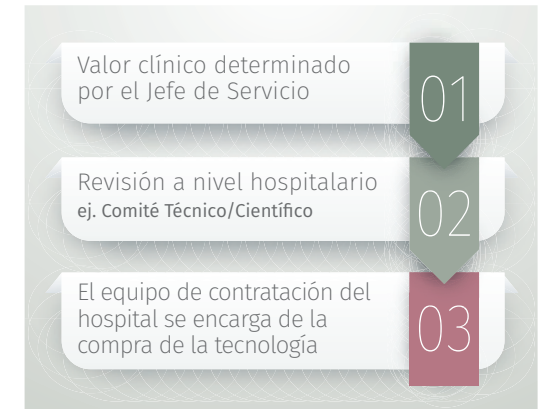 Valor clínico determinado
por el Jefe de Servicio
01
Revisión a nivel hospitalario
ej. Comité Técnico/Científico
02
El equipo de contratación del
hospital se encarga de la
compra de la tecnología
03